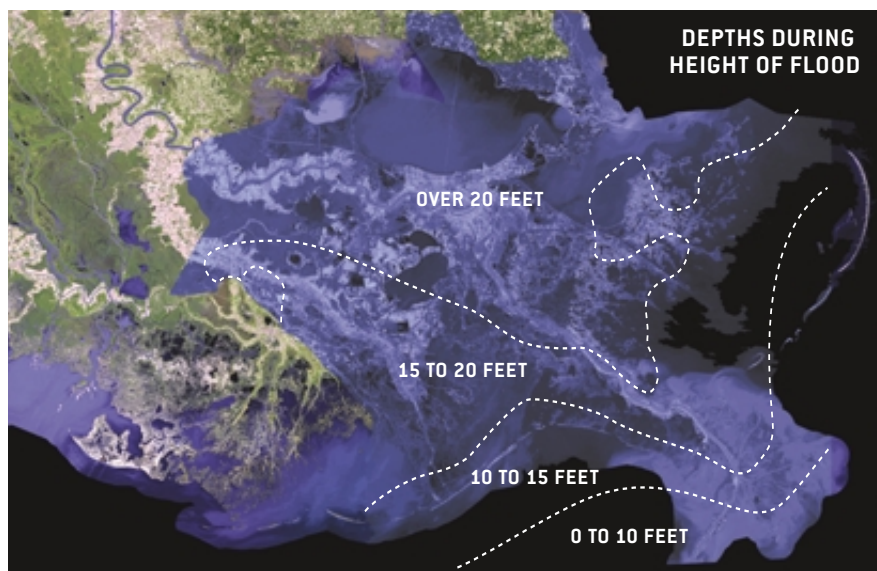 DEPTHS DURING
HEIGHT OF FLOOD
OVER 20 FEET
15 TO 20 FEET
10 TO 15 FEET
0 TO 10 FEET